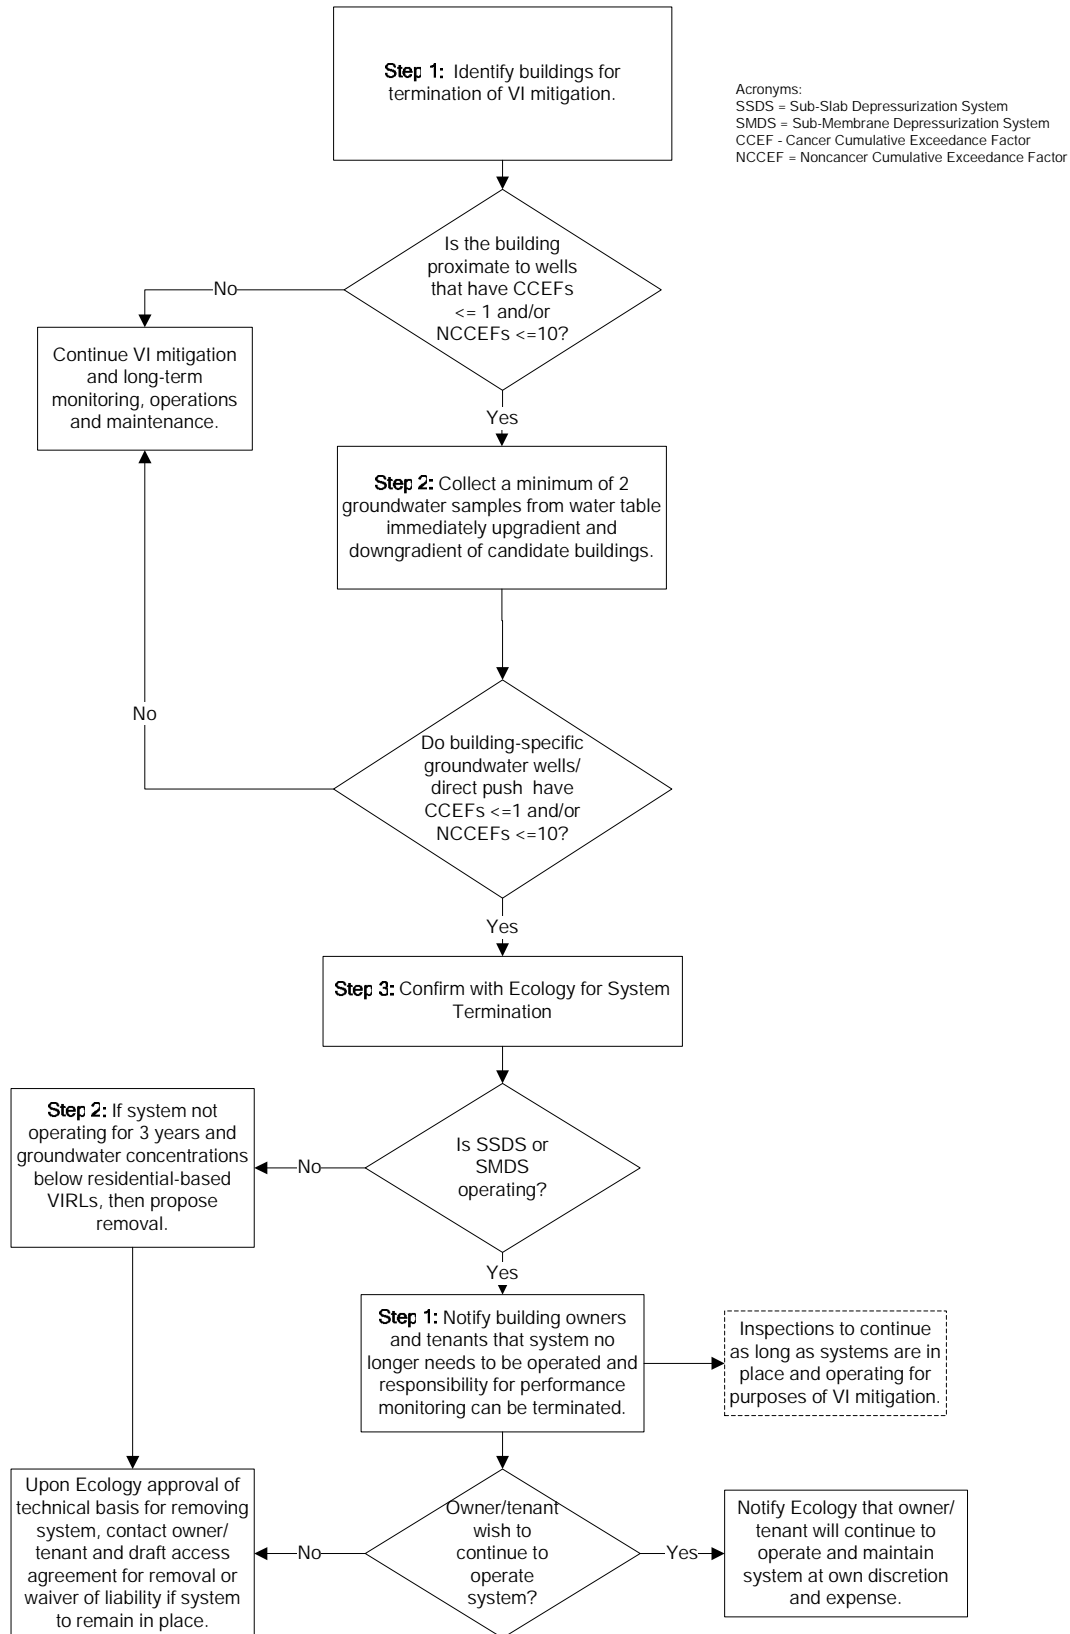 Step 1: Identify buildings for
termination of VI mitigation.
Acronyms:
SSDS = Sub-Slab Depressurization System
SMDS = Sub-Membrane Depressurization System
CCEF - Cancer Cumulative Exceedance Factor
NCCEF = Noncancer Cumulative Exceedance Factor
Is the building
proximate to wells
that have CCEFs
<= 1 and/or
NCCEFs <=10?
No
Continue VI mitigation
and long-term
monitoring, operations
and maintenance.
Yes
Step 2: Collect a minimum of 2
groundwater samples from water table
immediately upgradient and
downgradient of candidate buildings.
No
Do building-specific
groundwater wells/
direct push have
CCEFs <=1 and/or
NCCEFs <=10?
Yes
Step 3: Confirm with Ecology for System
Termination
Is SSDS or
SMDS
operating?
No
Step 2: If system not
operating for 3 years and
groundwater concentrations
below residential-based
VIRLs, then propose
removal.
Yes
Step 1: Notify building owners
and tenants that system no
longer needs to be operated and
responsibility for performance
monitoring can be terminated.
Inspections to continue
as long as systems are in
place and operating for
purposes of VI mitigation.
Owner/tenant
wish to
continue to
operate
system?
No
Upon Ecology approval of
technical basis for removing
system, contact owner/
tenant and draft access
agreement for removal or
waiver of liability if system
to remain in place.
Yes
Notify Ecology that owner/
tenant will continue to
operate and maintain
system at own discretion
and expense.